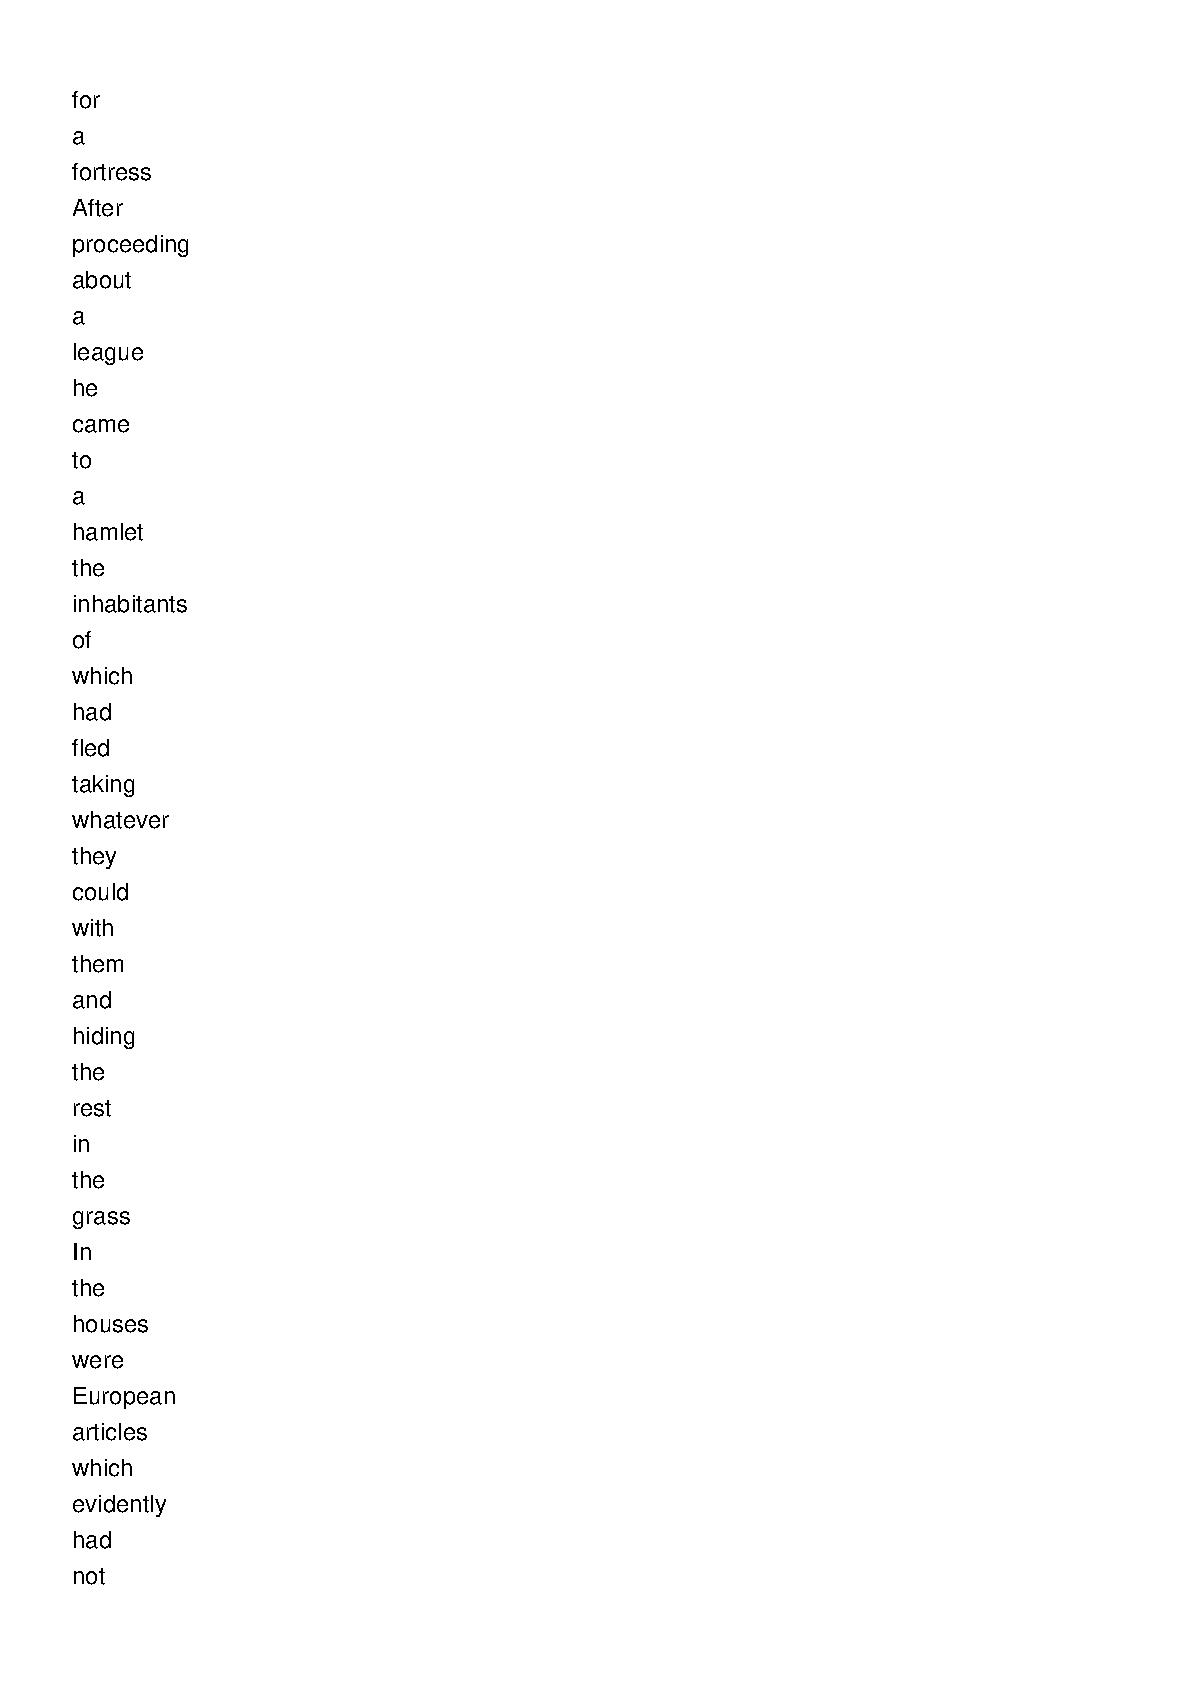 for
a
fortress
After
proceeding
about
a
league
he
came
to
a
hamlet
the
inhabitants
of
which
had
fled
taking
whatever
they
could
with
them
and
hiding
the
rest
in
the
grass
In
the
houses
were
European
articles
which
evidently
had
not